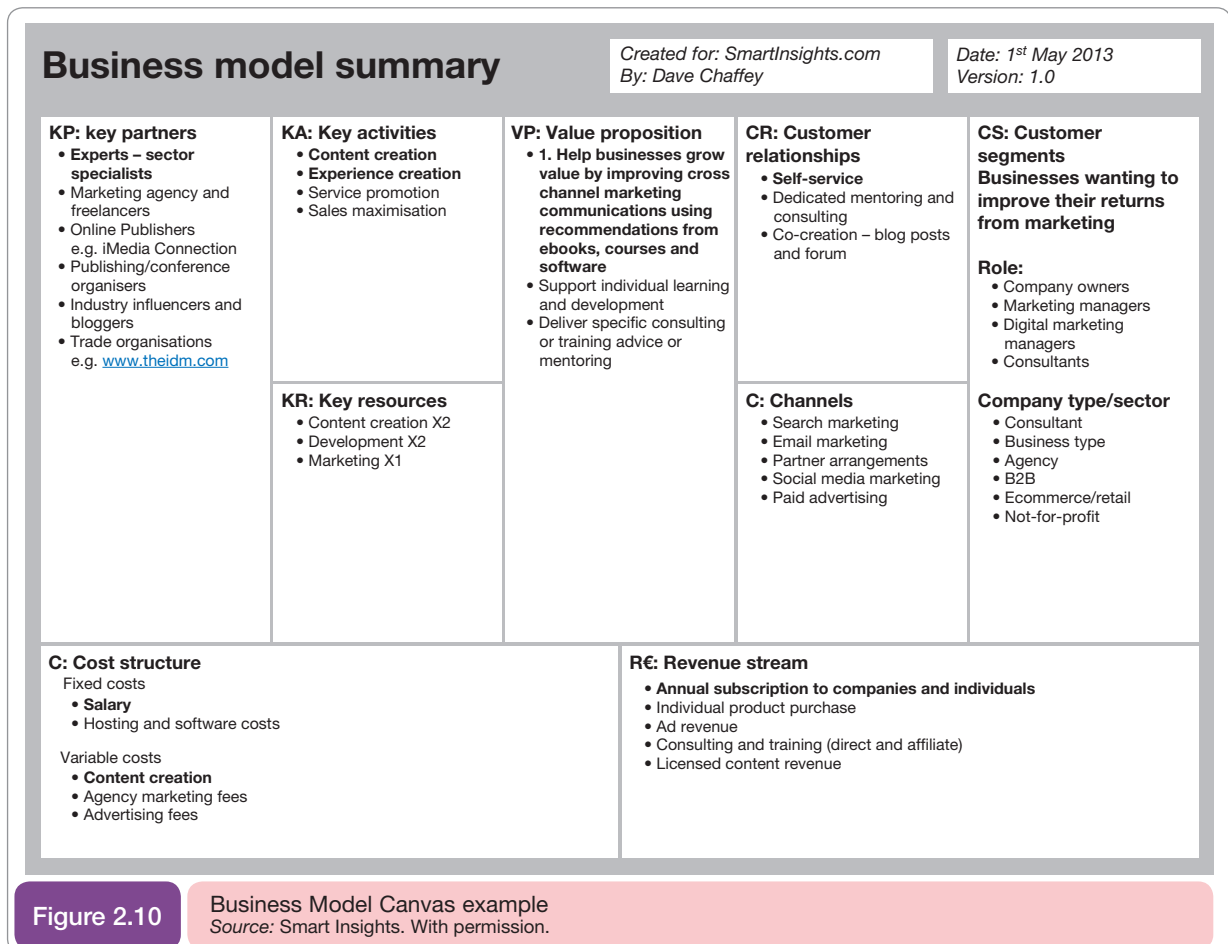 Business model summary
Created for: SmartInsights.com
By: Dave Chaffey
Date: 1st May 2013
Version: 1.0
KP: key partners
• Experts – sector
specialists
• Marketing agency and
freelancers
• Online Publishers
e.g. iMedia Connection
• Publishing/conference
organisers
• Industry influencers and
bloggers
• Trade organisations
e.g. www.theidm.com
KA: Key activities
• Content creation
• Experience creation
• Service promotion
• Sales maximisation
KR: Key resources
• Content creation X2
• Development X2
• Marketing X1
VP: Value proposition
• 1. Help businesses grow
value by improving cross
channel marketing
communications using
recommendations from
ebooks, courses and
software
• Support individual learning
and development
• Deliver specific consulting
or training advice or
mentoring
CR: Customer
relationships
• Self-service
• Dedicated mentoring and
consulting
• Co-creation – blog posts
and forum
C: Channels
• Search marketing
• Email marketing
• Partner arrangements
• Social media marketing
• Paid advertising
CS: Customer
segments
Businesses wanting to
improve their returns
from marketing
Role:
• Company owners
• Marketing managers
• Digital marketing
managers
• Consultants
Company type/sector
• Consultant
• Business type
• Agency
• B2B
• Ecommerce/retail
• Not-for-profit
C: Cost structure
Fixed costs
• Salary
• Hosting and software costs
Variable costs
• Content creation
• Agency marketing fees
• Advertising fees
R€: Revenue stream
• Annual subscription to companies and individuals
• Individual product purchase
• Ad revenue
• Consulting and training (direct and affiliate)
• Licensed content revenue
Figure 2.10
Business Model Canvas example
Source: Smart Insights. With permission.